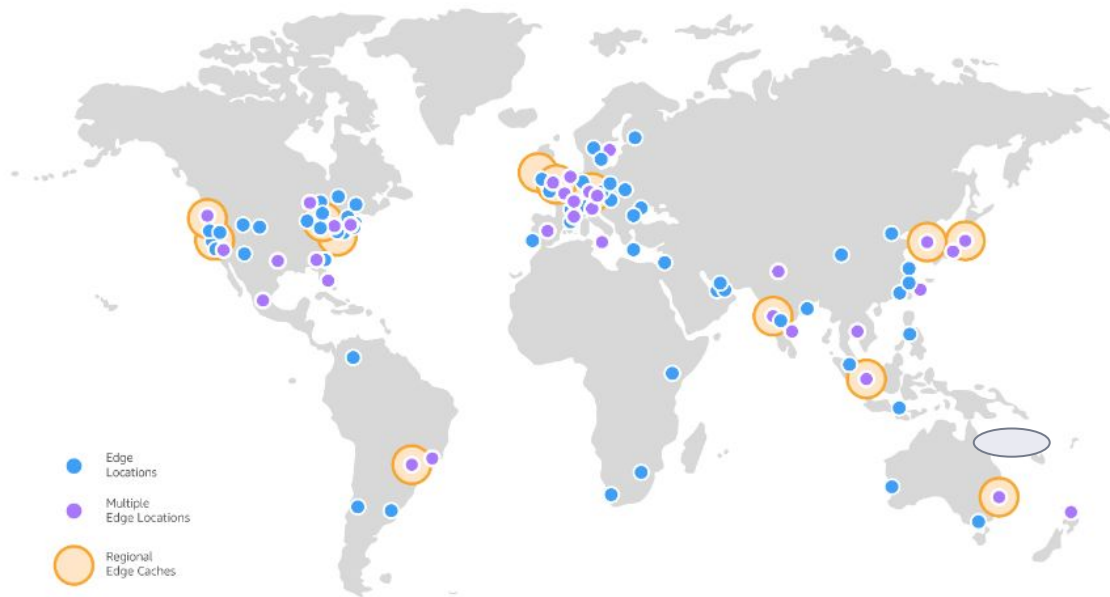 Edge
Locations
Multiple
Edge Locations
Regional
Edge Caches